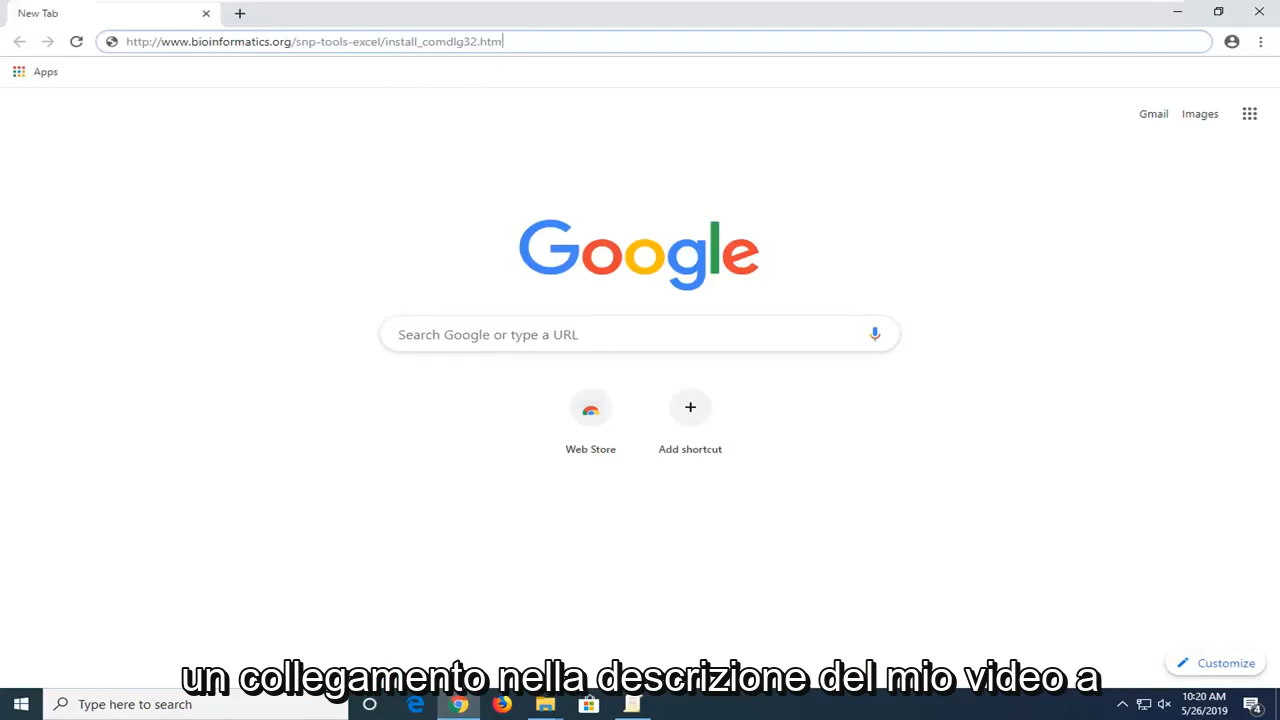 New Tab
http://www.bioinformatics.org/snp-tools-excel/install_comdlg32.htm
Apps
Gmail Images
Google
Search Google or type a URL
Web Store Add shortcut
Customize
un collegamento nella descrizione del mio video a
Type here to search
10:20 AM
5/26/2019
4